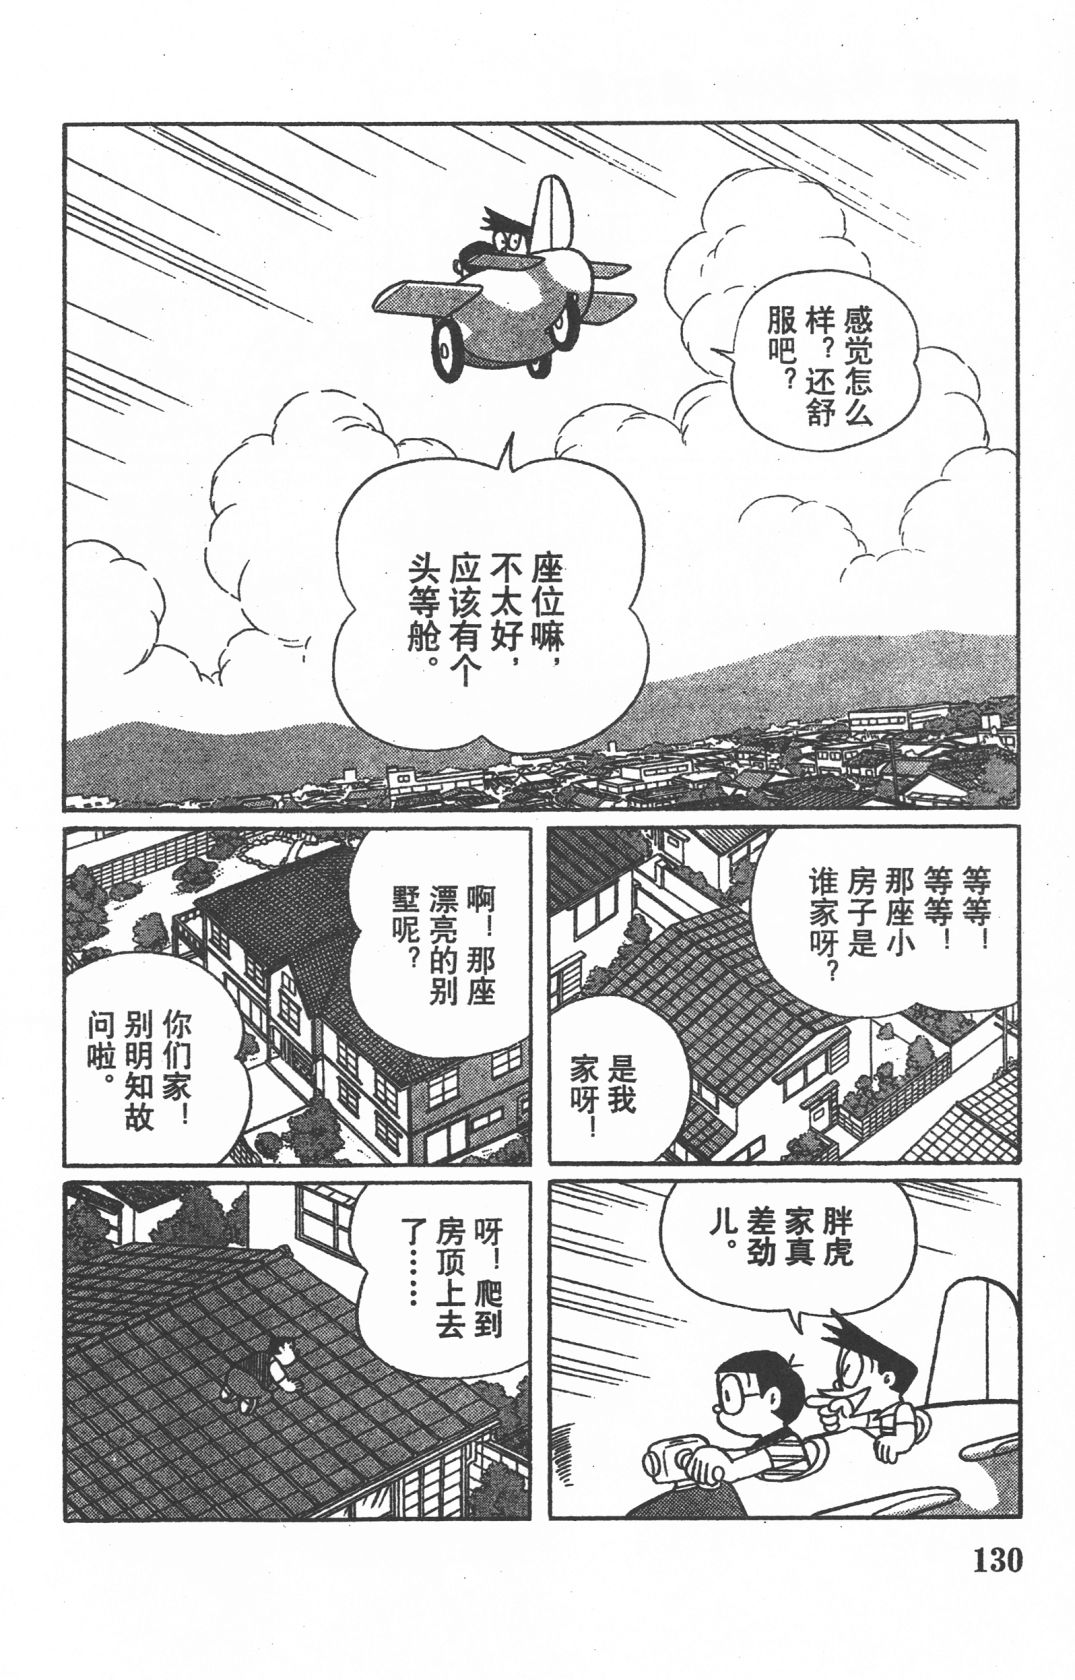 感觉怎么
样？还舒
服吧？
座位嘛，
不太好，
应该有个
头等舱。
等等！
等等！
那座小
房子是
谁家呀？
是我
家呀！
啊！那座
漂亮的别
墅呢？
你们家！
别明知故
问啦。
胖虎
家真
差劲
儿。
呀！爬到
房顶上去
了……
130